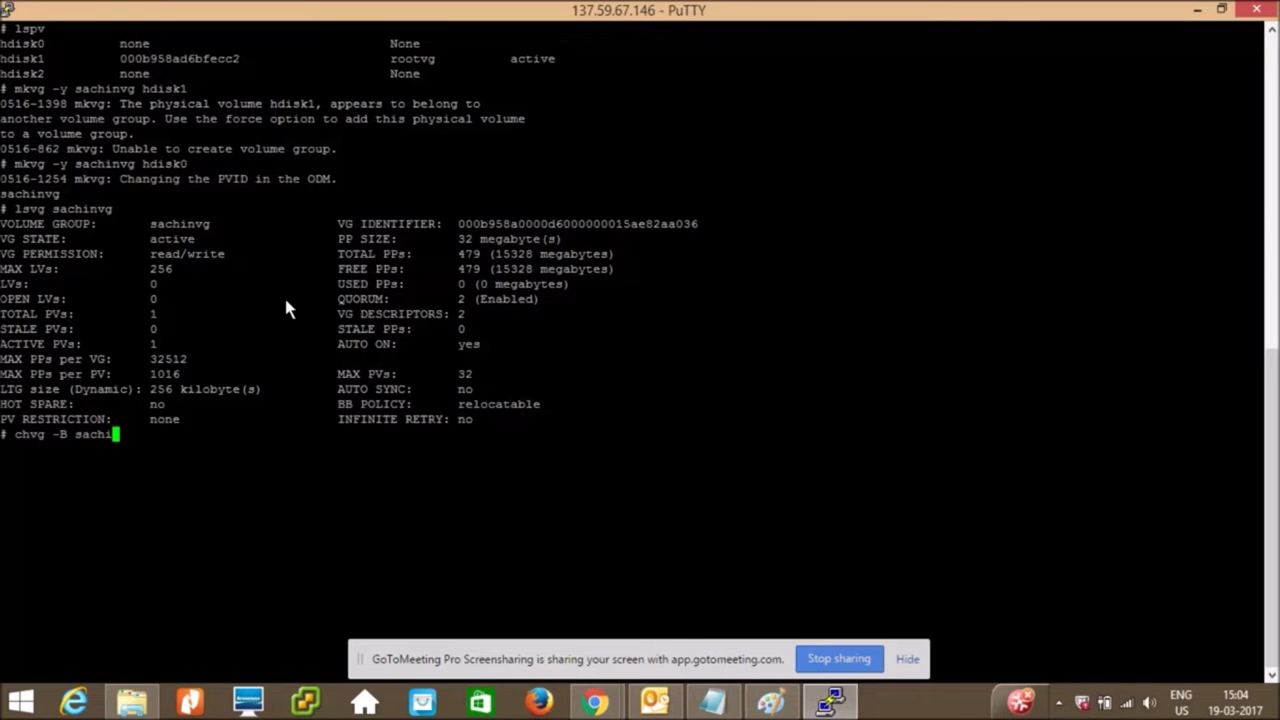 137.59.67.146 - PuTTY
# lspv
hdisk0 none None
hdisk1 000b958ad6bfecc2 rootvg active
hdisk2 none None
# mkvg -y sachinvg hdisk1
0516-1398 mkvg: The physical volume hdisk1, appears to belong to
another volume group. Use the force option to add this physical volume
to a volume group.
0516-862 mkvg: Unable to create volume group.
# mkvg -y sachinvg hdisk0
0516-1254 mkvg: Changing the PVID in the ODM.
sachinvg
# lsvg sachinvg
VOLUME GROUP: sachinvg VG IDENTIFIER: 000b958a0000d6000000015ae82aa036
VG STATE: active PP SIZE: 32 megabyte(s)
VG PERMISSION: read/write TOTAL PPs: 479 (15328 megabytes)
MAX LVs: 256 FREE PPs: 479 (15328 megabytes)
LVs: 0 USED PPs: 0 (0 megabytes)
OPEN LVs: 0 QUORUM: 2 (Enabled)
TOTAL PVs: 1 VG DESCRIPTORS: 2
STALE PVs: 0 STALE PPs: 0
ACTIVE PVs: 1 AUTO ON: yes
MAX PPs per VG: 32512
MAX PPs per PV: 1016 MAX PVs: 32
LTG size (Dynamic): 256 kilobyte(s) AUTO SYNC: no
HOT SPARE: no BB POLICY: relocatable
PV RESTRICTION: none INFINITE RETRY: no
# chvg -B sachi
GoToMeeting Pro Screensharing is sharing your screen with app.gotomeeting.com. Stop sharing Hide
ENG 15:04
US 19-03-2017